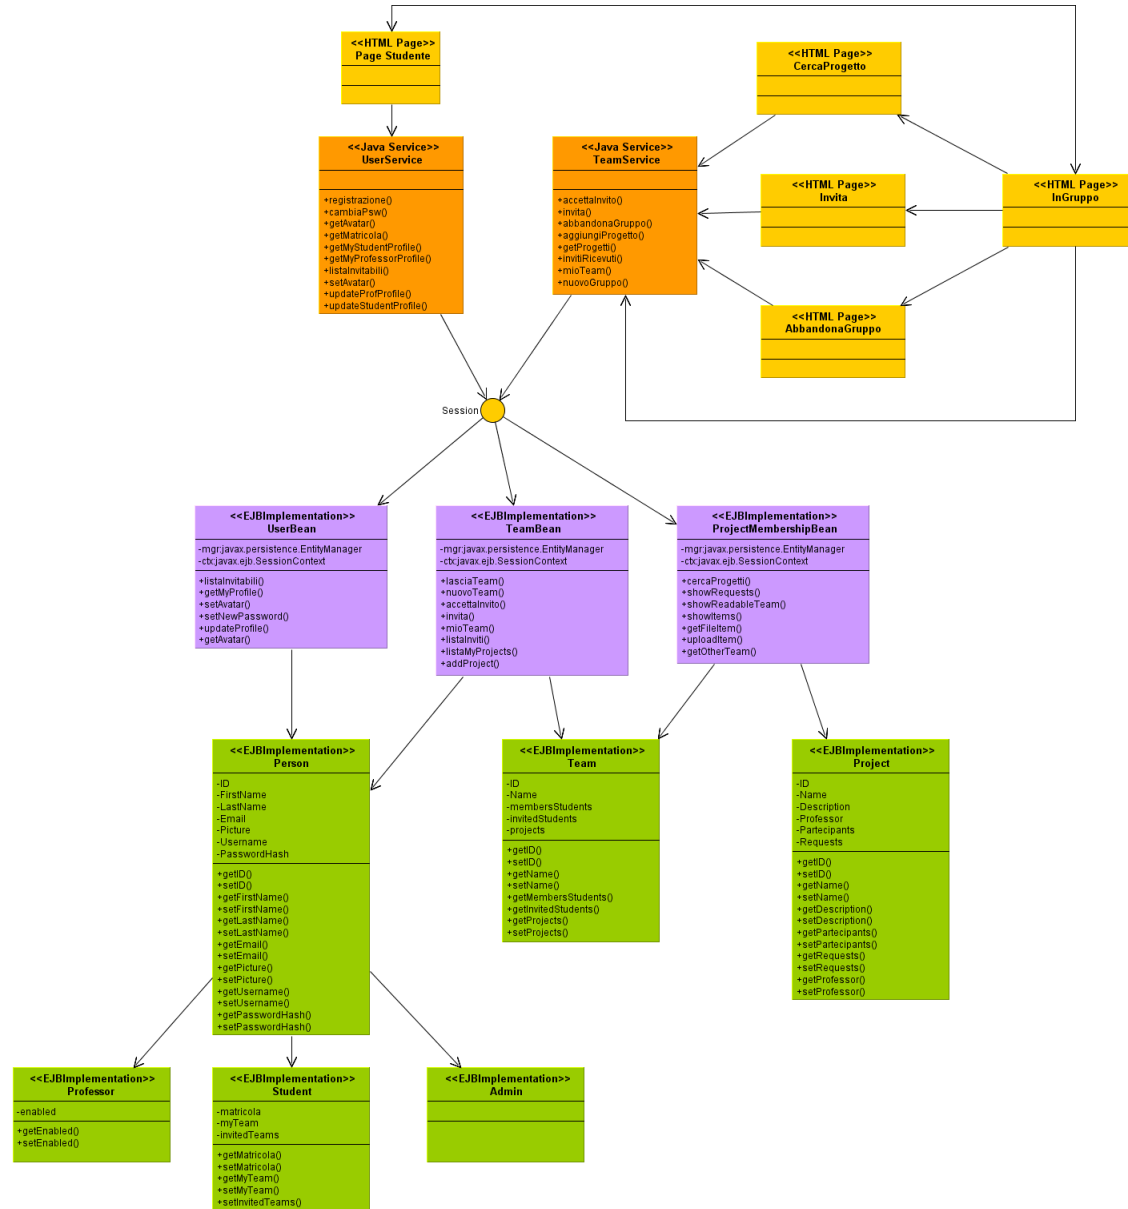 <<HTML Page>>
Page Studente
<<HTML Page>>
CercaProgetto
<<Java Service>>
UserService
+registrazione()
+cambiaPsw()
+getAvatar()
+getMatricola()
+getMyStudentProfile()
+getMyProfessorProfile()
+listaInvitabili()
+setAvatar()
+updateProfProfile()
+updateStudentProfile()
<<Java Service>>
TeamService
+accettaInvito()
+invita()
+abbandonaGruppo()
+aggiungiProgetto()
+getProgetti()
+invitiRicevuti()
+mioTeam()
+nuovoGruppo()
<<HTML Page>>
Invita
<<HTML Page>>
InGruppo
<<HTML Page>>
AbbandonaGruppo
Session
<<EJBImplementation>>
UserBean
-mgr:javax.persistence.EntityManager
-ctx:javax.ejb.SessionContext
+listaInvitabili()
+getMyProfile()
+setAvatar()
+setNewPassword()
+updateProfile()
+getAvatar()
<<EJBImplementation>>
TeamBean
-mgr:javax.persistence.EntityManager
-ctx:javax.ejb.SessionContext
+lasciaTeam()
+nuovoTeam()
+accettaInvito()
+invita()
+mioTeam()
+listaInviti()
+listaMyProjects()
+addProject()
<<EJBImplementation>>
ProjectMembershipBean
-mgr:javax.persistence.EntityManager
-ctx:javax.ejb.SessionContext
+cercaProgetti()
+showRequests()
+showReadableTeam()
+showItems()
+getFileItem()
+uploadItem()
+getOtherTeam()
<<EJBImplementation>>
Person
-ID
-FirstName
-LastName
-Email
-Picture
-Username
-PasswordHash
+getID()
+setID()
+getFirstName()
+setFirstName()
+getLastName()
+setLastName()
+getEmail()
+setEmail()
+getPicture()
+setPicture()
+getUsername()
+setUsername()
+getPasswordHash()
+setPasswordHash()
<<EJBImplementation>>
Team
-ID
-Name
-membersStudents
-invitedStudents
-projects
+getID()
+setID()
+getName()
+setName()
+getMembersStudents()
+getInvitedStudents()
+getProjects()
+setProjects()
<<EJBImplementation>>
Project
-ID
-Name
-Description
-Professor
-Partecipants
-Requests
+getID()
+setID()
+getName()
+setName()
+getDescription()
+setDescription()
+getPartecipants()
+setPartecipants()
+getRequests()
+setRequests()
+getProfessor()
+setProfessor()
<<EJBImplementation>>
Professor
-enabled
+getEnabled()
+setEnabled()
<<EJBImplementation>>
Student
-matricola
-myTeam
-invitedTeams
+getMatricola()
+setMatricola()
+getMyTeam()
+setMyTeam()
+setInvitedTeams()
<<EJBImplementation>>
Admin